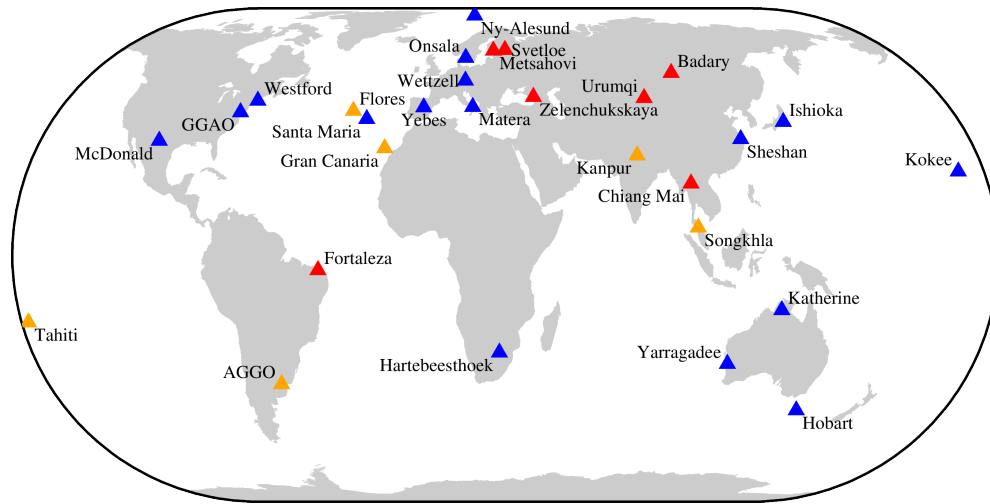 Ny-Alesund
Onsala
Svetloe
Metsahovi
Badary
Wettzell
Urumqi
Westford
Flores
Zelenchukskaya
Ishioka
GGAO
Santa Maria
Yebes
Matera
McDonald
Gran Canaria
Kanpur
Sheshan
Kokee
Chiang Mai
Songkhla
Fortaleza
Katherine
Tahiti
Yarragadee
Hartebeesthoek
AGGO
Hobart